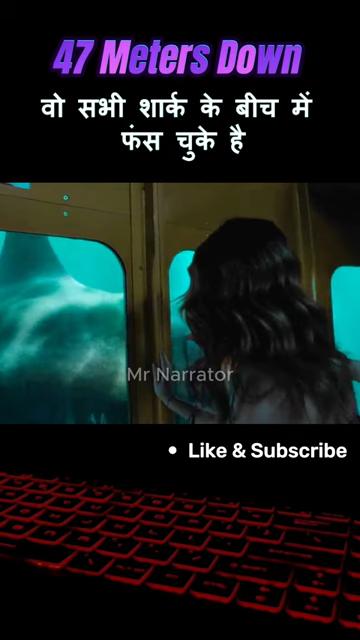 47 Meters Down
वो सभी शार्क के बीच में
फंस चुके है
Mr Narrator
• Like & Subscribe